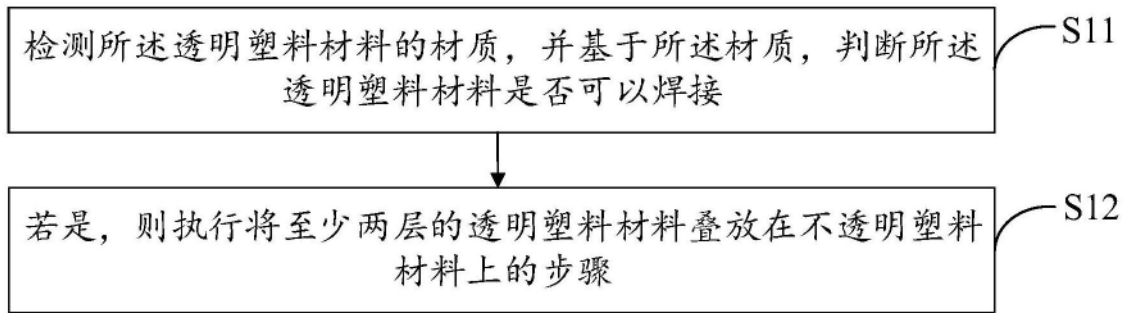 检测所述透明塑料材料的材质，并基于所述材质，判断所述
透明塑料材料是否可以焊接
S11
若是，则执行将至少两层的透明塑料材料叠放在不透明塑料
材料上的步骤
S12